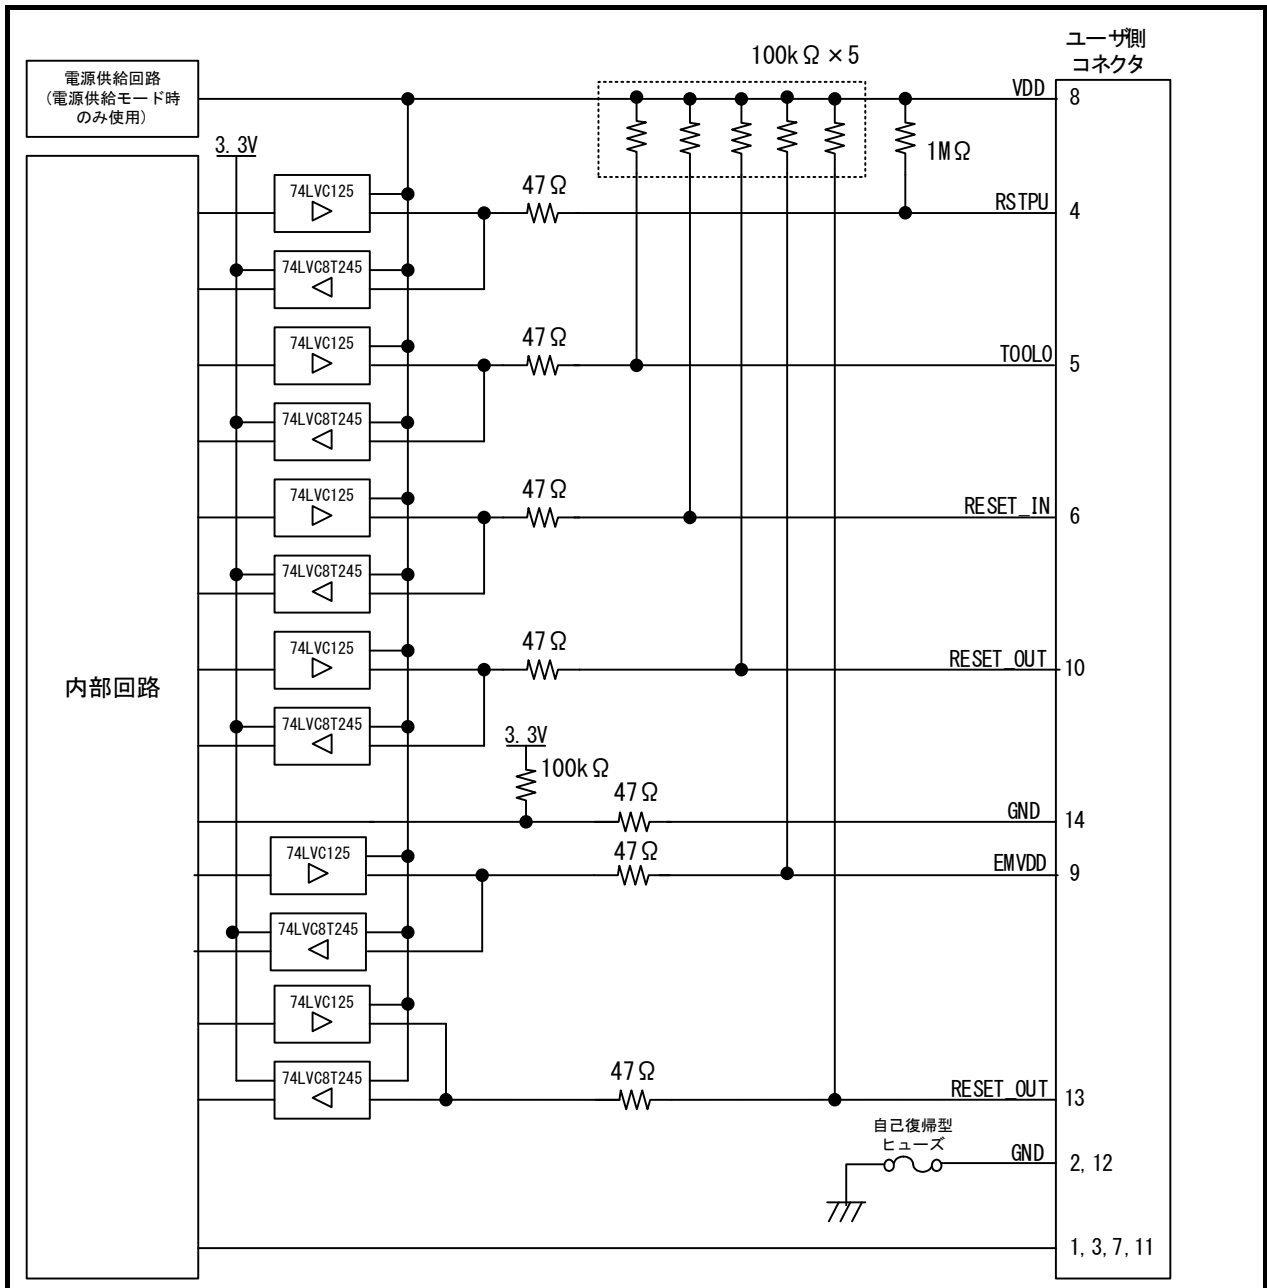 ユーザ側
コネクタ
100kΩ×5
電源供給回路
(電源供給モード時
のみ使用)
VDD
8
3.3V
1MΩ
74LVC125
47Ω
RSTPU
4
74LVC8T245
74LVC125
47Ω
TOOL0
5
74LVC8T245
74LVC125
47Ω
RESET_IN
6
74LVC8T245
74LVC125
47Ω
RESET_OUT
10
内部回路
74LVC8T245
3.3V
100kΩ
47Ω
GND
14
74LVC125
47Ω
EMVDD
9
74LVC8T245
74LVC125
74LVC8T245
47Ω
RESET_OUT
13
自己復帰型
ヒューズ
GND
2,12
1,3,7,11